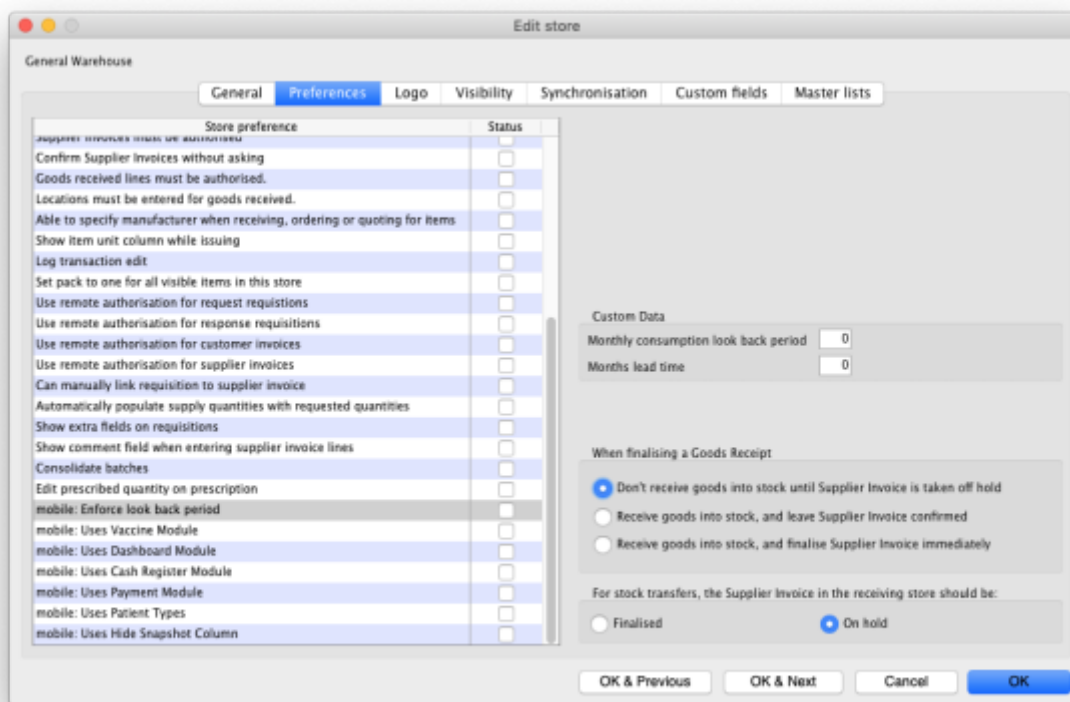 Edit store
General Warehouse
General Preferences Logo Visibility Synchronisation Custom fields Master lists
Store preference Status
Supplier invoices must be authorised
Confirm Supplier Invoices without asking
Goods received lines must be authorised.
Locations must be entered for goods received.
Able to specify manufacturer when receiving, ordering or quoting for items
Show item unit column while issuing
Log transaction edit
Set pack to one for all visible items in this store
Use remote authorisation for request requistions
Use remote authorisation for response requisitions
Use remote authorisation for customer invoices
Use remote authorisation for supplier invoices
Can manually link requisition to supplier invoice
Automatically populate supply quantities with requested quantities
Show extra fields on requisitions
Show comment field when entering supplier invoice lines
Consolidate batches
Edit prescribed quantity on prescription
mobile: Enforce look back period
mobile: Uses Vaccine Module
mobile: Uses Dashboard Module
mobile: Uses Cash Register Module
mobile: Uses Payment Module
mobile: Uses Patient Types
mobile: Uses Hide Snapshot Column
Custom Data
Monthly consumption look back period 0
Months lead time 0
When finalising a Goods Receipt
Don't receive goods into stock until Supplier Invoice is taken off hold
Receive goods into stock, and leave Supplier Invoice confirmed
Receive goods into stock, and finalise Supplier Invoice immediately
For stock transfers, the Supplier Invoice in the receiving store should be:
Finalised On hold
OK & Previous OK & Next Cancel OK